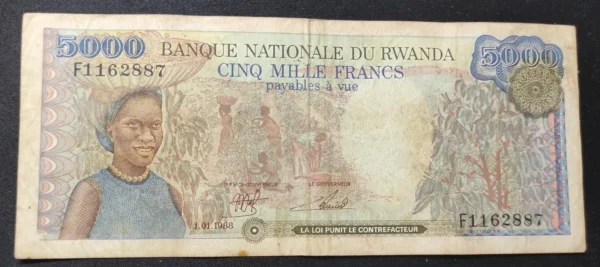 5000 BANQUE NATIONALE DU RWANDA 5000
F1162887 CINQ MILLE FRANCS
payables à vue
LE GOUVERNEUR
1.01.1988
F1162887
LA LOI PUNIT LE CONTREFACTEUR